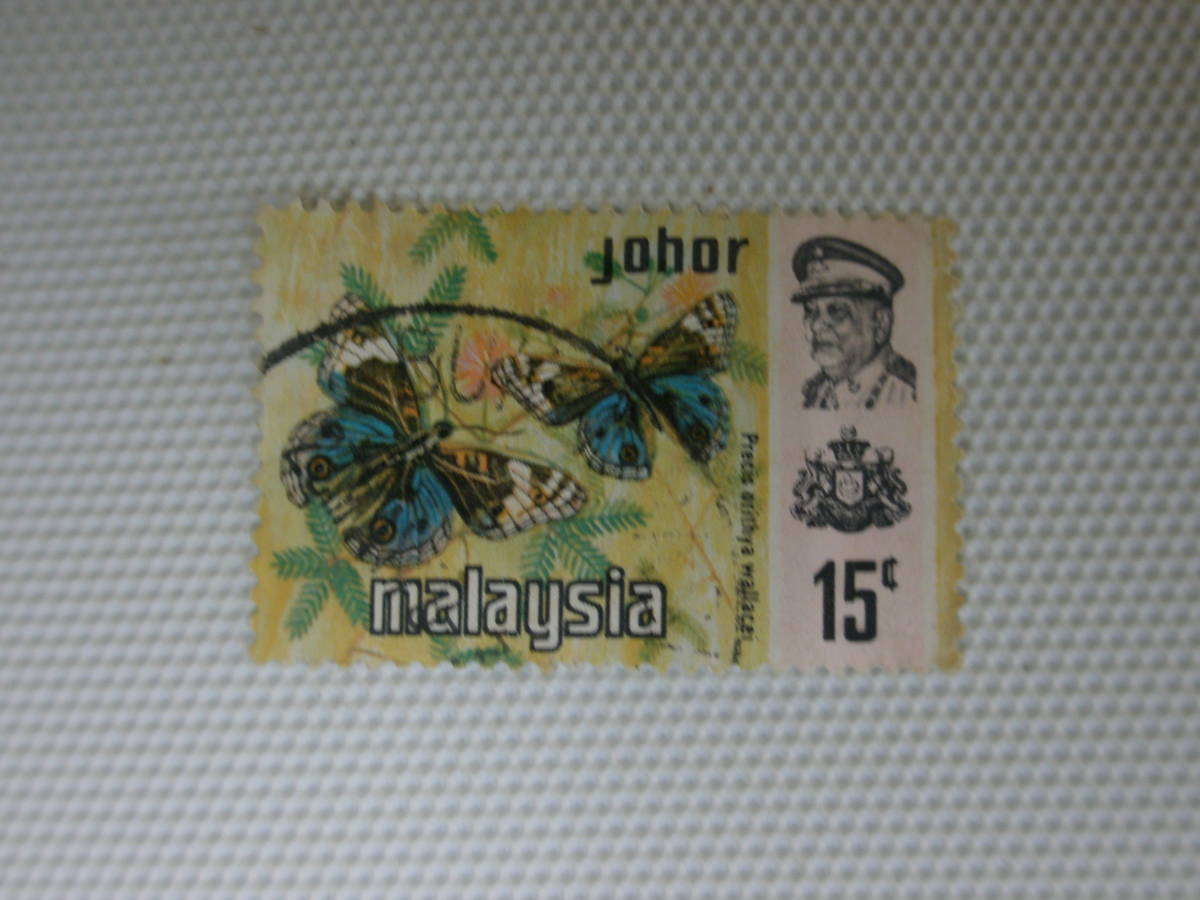 johor
Precis orithya wallacei
malaysia
15¢